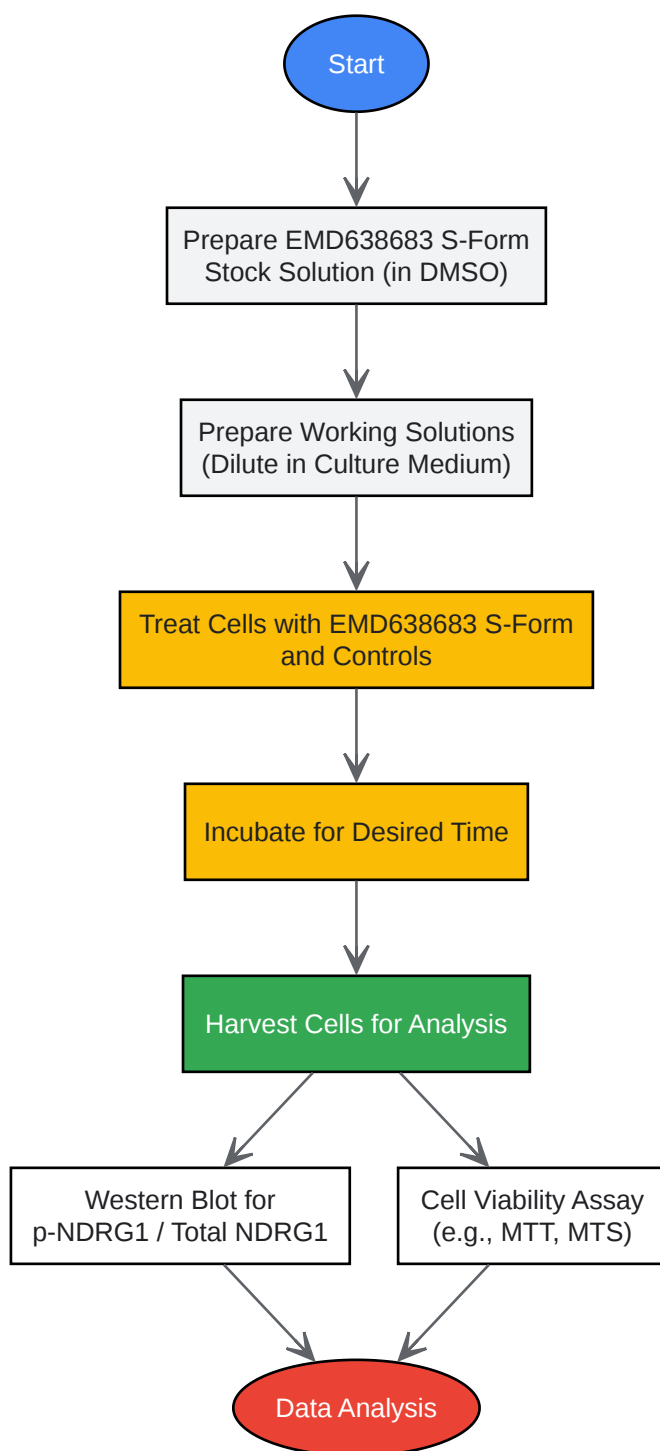 Start
Prepare EMD638683 S-Form
Stock Solution (in DMSO)
Prepare Working Solutions
(Dilute in Culture Medium)
Treat Cells with EMD638683 S-Form
and Controls
Incubate for Desired Time
Harvest Cells for Analysis
Western Blot for
p-NDRG1 / Total NDRG1
Cell Viability Assay
(e.g., MTT, MTS)
Data Analysis